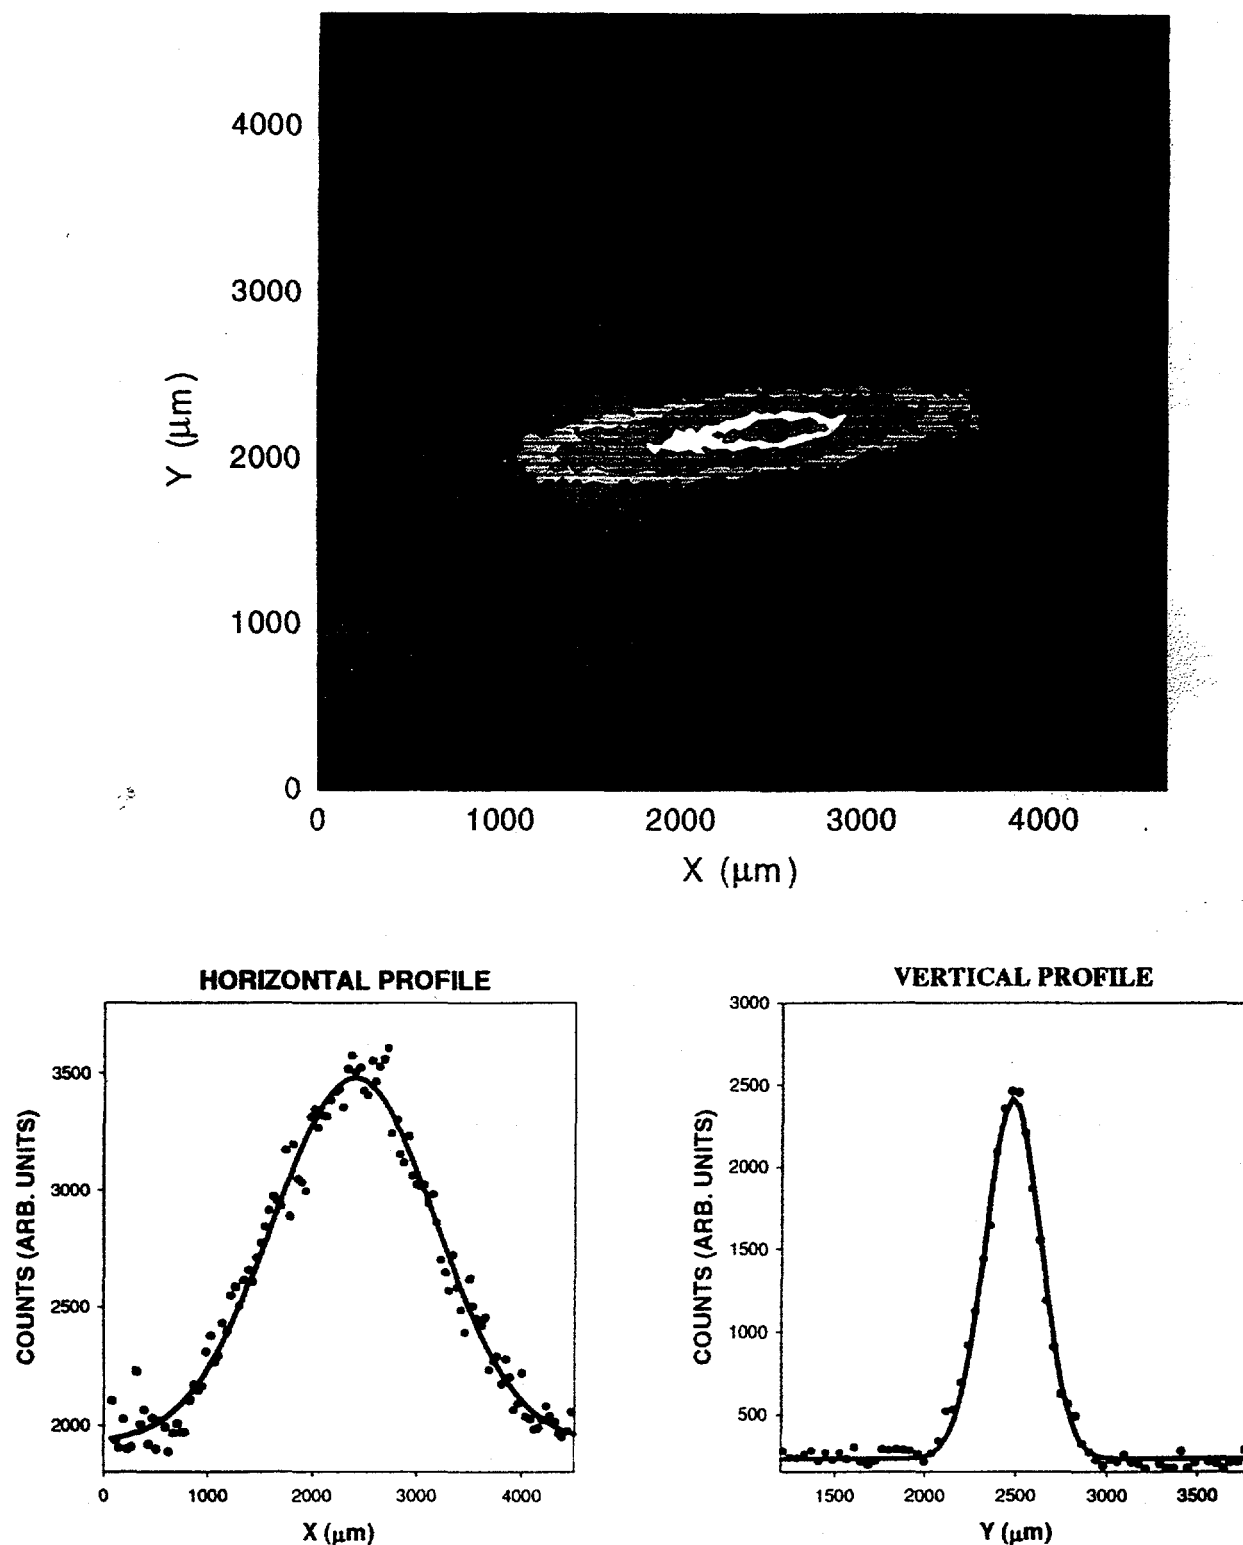 4000
3000
Y (μm)
2000
1000
0
0 1000 2000 3000 4000
X (μm)
HORIZONTAL PROFILE
COUNTS (ARB. UNITS)
3500
3000
2500
2000
0 1000 2000 3000 4000
X (μm)
VERTICAL PROFILE
COUNTS (ARB. UNITS)
3000
2500
2000
1500
1000
500
1500 2000 2500 3000 3500
Y (μm)